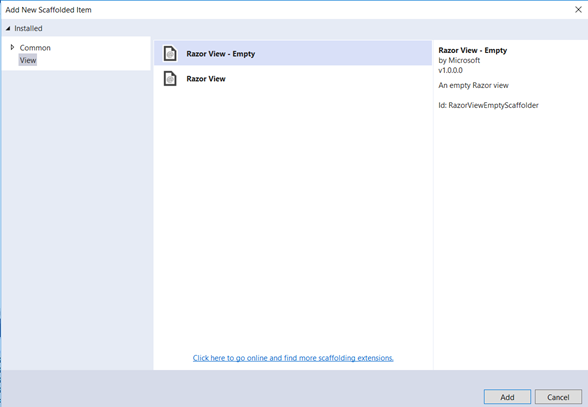 Add New Scaffolded Item
Installed
Common
View
Razor View - Empty
Razor View
Click here to go online and find more scaffolding extensions.
Razor View - Empty
by Microsoft
v1.0.0.0
An empty Razor view
Id: RazorViewEmptyScaffolder
Add
Cancel